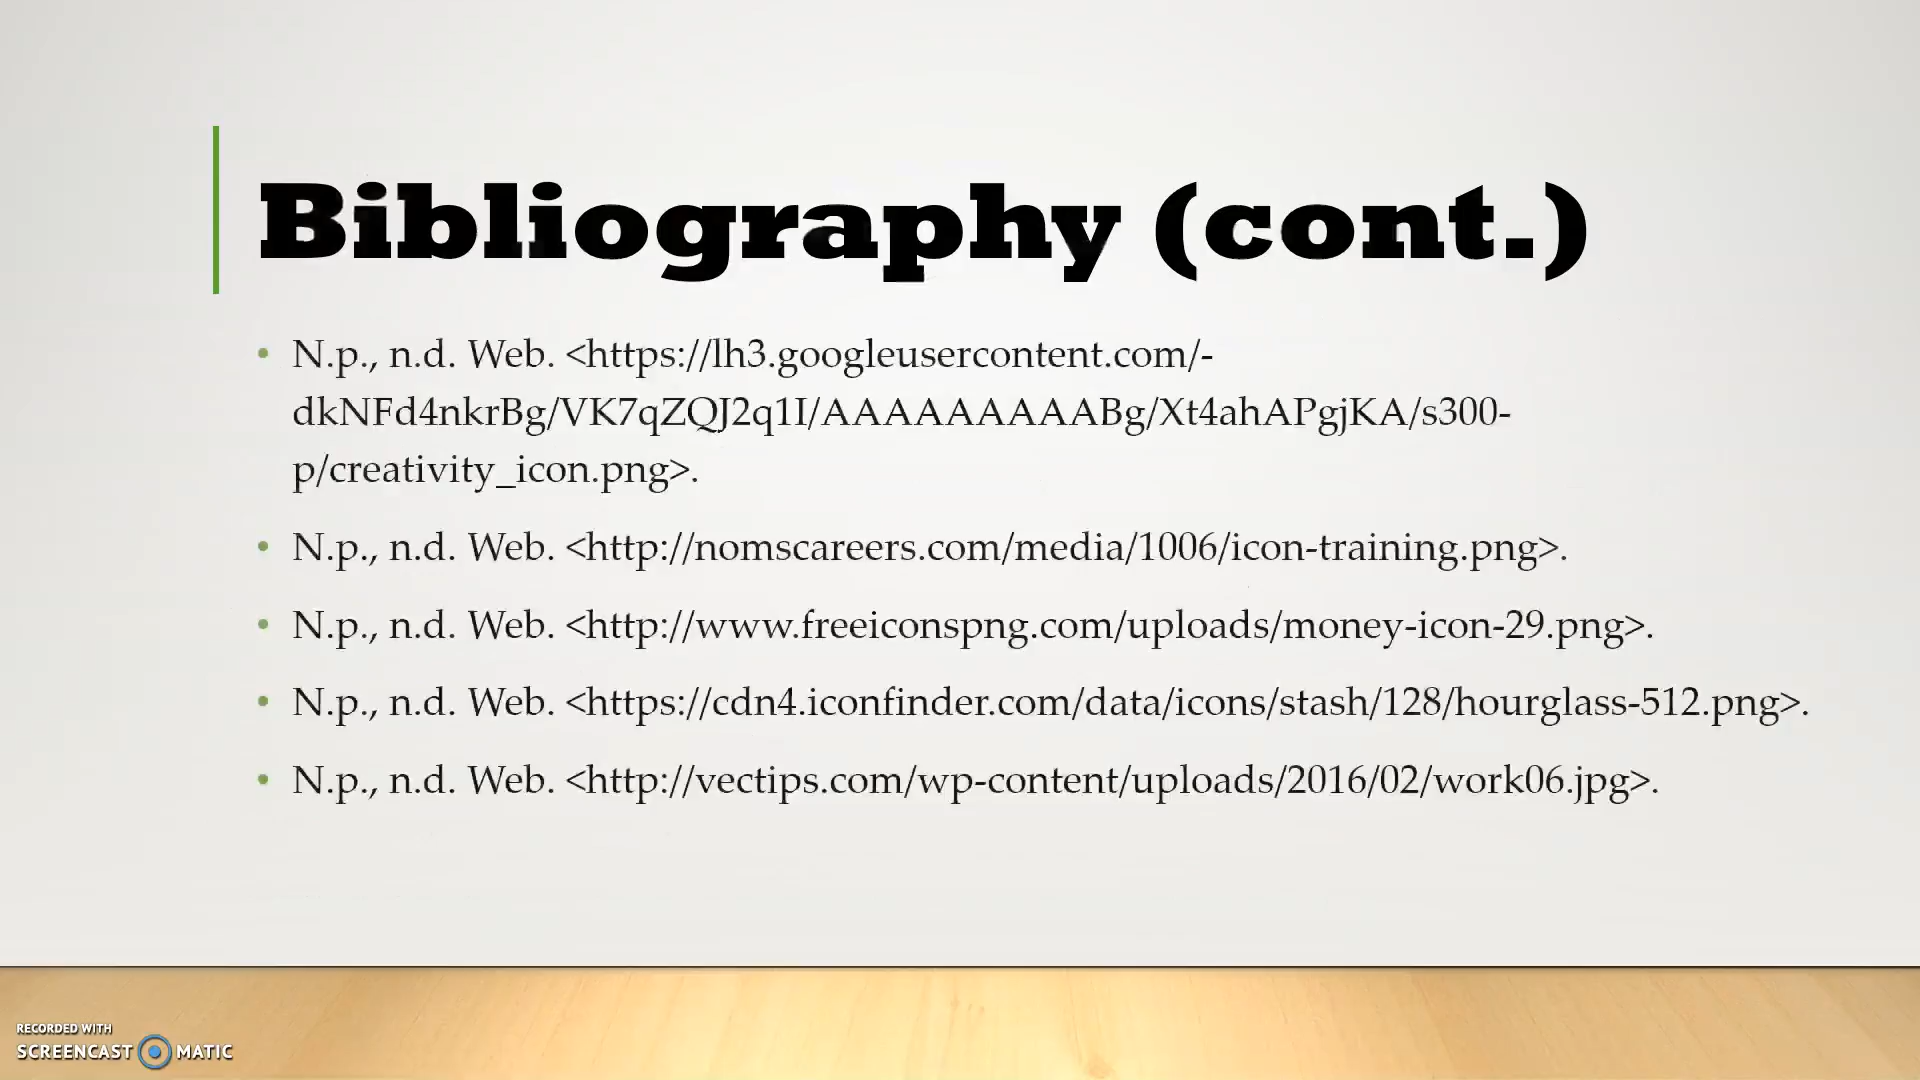 Bibliography (cont.)
• N.p., n.d. Web. <https://lh3.googleusercontent.com/-
dkNFd4nkrBg/VK7qZQJ2q1I/AAAAAAAAABg/Xt4ahAPgjKA/s300-
p/creativity_icon.png>.
• N.p., n.d. Web. <http://nomscareers.com/media/1006/icon-training.png>.
• N.p., n.d. Web. <http://www.freeiconspng.com/uploads/money-icon-29.png>.
• N.p., n.d. Web. <https://cdn4.iconfinder.com/data/icons/stash/128/hourglass-512.png>.
• N.p., n.d. Web. <http://vectips.com/wp-content/uploads/2016/02/work06.jpg>.
RECORDED WITH
SCREENCAST MATIC